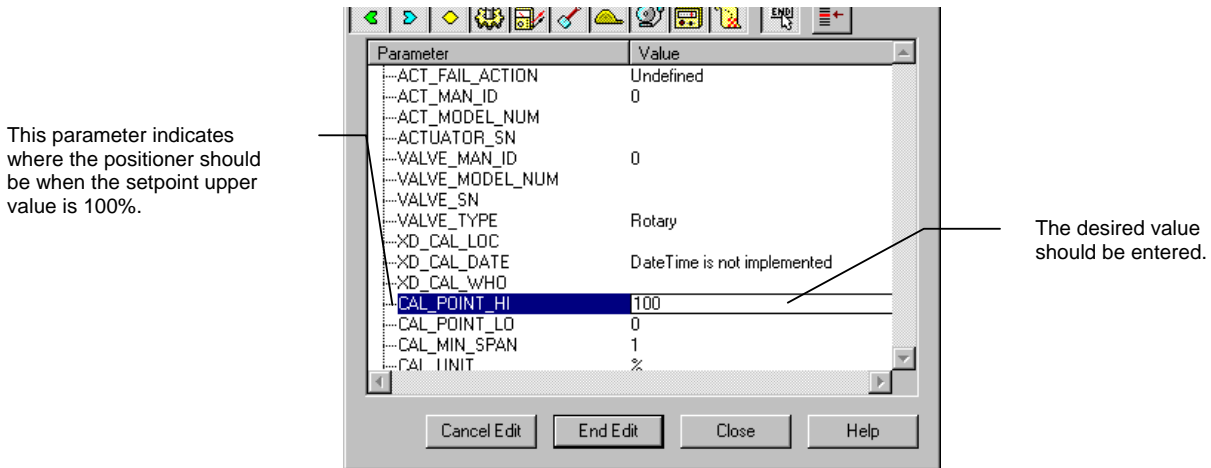 END
Parameter Value
ACT_FAIL_ACTION Undefined
ACT_MAN_ID 0
ACT_MODEL_NUM
ACTUATOR_SN
VALVE_MAN_ID 0
VALVE_MODEL_NUM
VALVE_SN
VALVE_TYPE Rotary
XD_CAL_LOC
XD_CAL_DATE DateTime is not implemented
XD_CAL_WHO
CAL_POINT_HI 100
CAL_POINT_LO 0
CAL_MIN_SPAN 1
CAL_UNIT %
Cancel Edit End Edit Close Help
This parameter indicates
where the positioner should
be when the setpoint upper
value is 100%.
The desired value
should be entered.